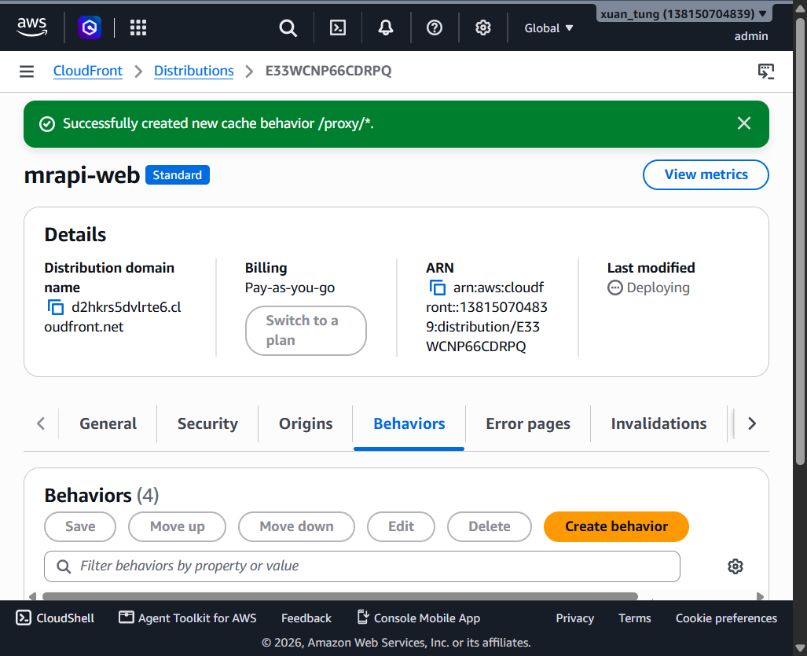 aws
Global
xuan_tung (138150704839)
admin
CloudFront
Distributions
E33WCNP66CDRPQ
Successfully created new cache behavior /proxy/*.
mrapi-web
Standard
View metrics
Details
Distribution domain
name
d2hkrs5dvlrte6.cl
oudfront.net
Billing
Pay-as-you-go
Switch to a
plan
ARN
arn:aws:cloudf
ront::13815070483
9:distribution/E33
WCNP66CDRPQ
Last modified
Deploying
General
Security
Origins
Behaviors
Error pages
Invalidations
Behaviors (4)
Save
Move up
Move down
Edit
Delete
Create behavior
Filter behaviors by property or value
CloudShell
Agent Toolkit for AWS
Feedback
Console Mobile App
Privacy
Terms
Cookie preferences
© 2026, Amazon Web Services, Inc. or its affiliates.